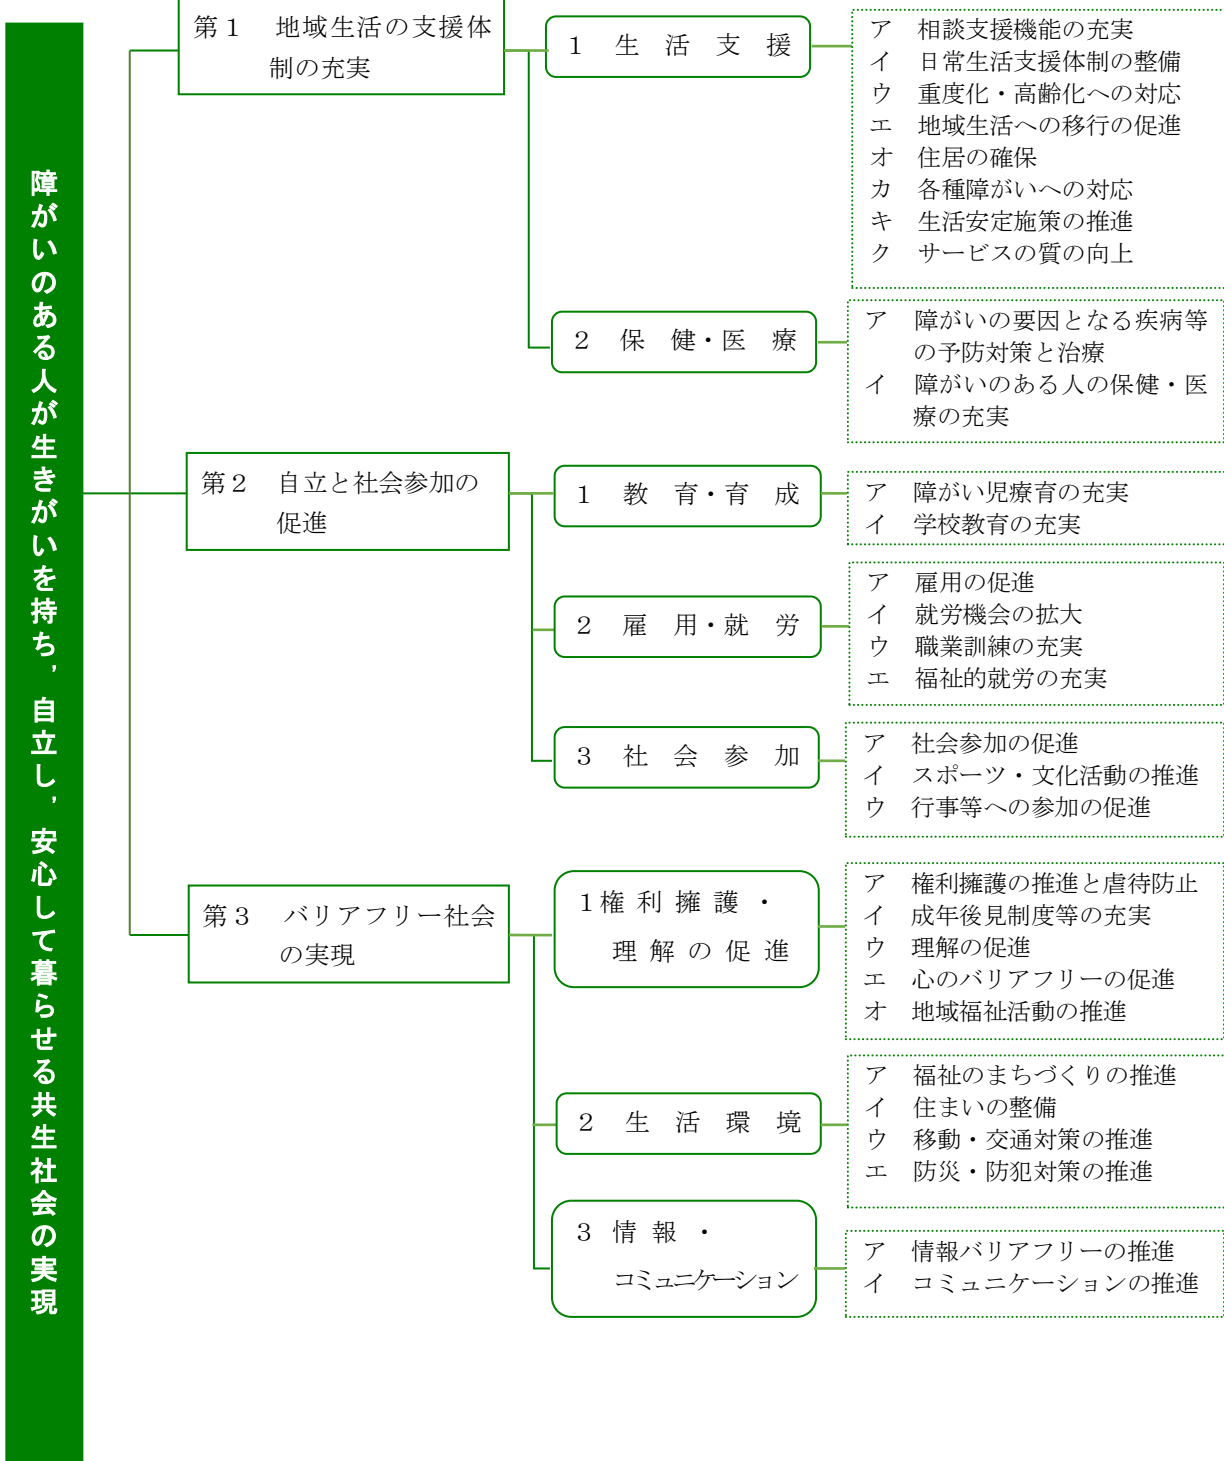 障がいのある人が生きがいを持ち，自立し，安心して暮らせる共生社会の実現
第１　地域生活の支援体
制の充実
１　生　活　支　援
ア　相談支援機能の充実
イ　日常生活支援体制の整備
ウ　重度化・高齢化への対応
エ　地域生活への移行の促進
オ　住居の確保
カ　各種障がいへの対応
キ　生活安定施策の推進
ク　サービスの質の向上
２　保　健・医　療
ア　障がいの要因となる疾病等
の予防対策と治療
イ　障がいのある人の保健・医
療の充実
第２　自立と社会参加の
促進
１　教　育・育　成
ア　障がい児療育の充実
イ　学校教育の充実
２　雇　用・就　労
ア　雇用の促進
イ　就労機会の拡大
ウ　職業訓練の充実
エ　福祉的就労の充実
３　社　会　参　加
ア　社会参加の促進
イ　スポーツ・文化活動の推進
ウ　行事等への参加の促進
第３　バリアフリー社会
の実現
１権 利 擁 護 ・
理 解 の 促 進
ア　権利擁護の推進と虐待防止
イ　成年後見制度等の充実
ウ　理解の促進
エ　心のバリアフリーの促進
オ　地域福祉活動の推進
２　生　活　環　境
ア　福祉のまちづくりの推進
イ　住まいの整備
ウ　移動・交通対策の推進
エ　防災・防犯対策の推進
３ 情 報 ・
コミュニケーション
ア　情報バリアフリーの推進
イ　コミュニケーションの推進